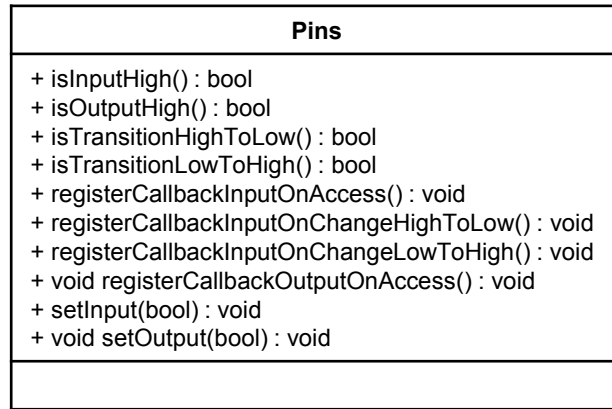 Pins
+ isInputHigh() : bool
+ isOutputHigh() : bool
+ isTransitionHighToLow() : bool
+ isTransitionLowToHigh() : bool
+ registerCallbackInputOnAccess() : void
+ registerCallbackInputOnChangeHighToLow() : void
+ registerCallbackInputOnChangeLowToHigh() : void
+ void registerCallbackOutputOnAccess() : void
+ setInput(bool) : void
+ void setOutput(bool) : void